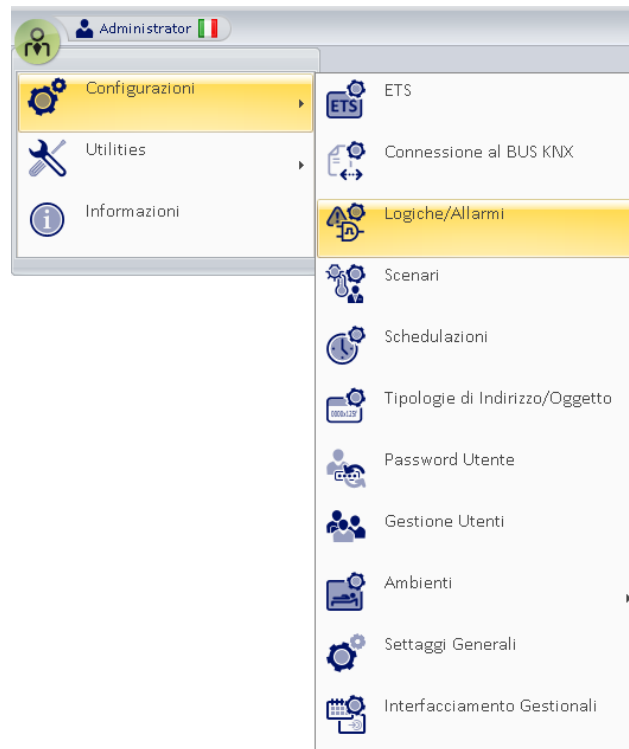 Administrator
Configurazioni
Utilities
Informazioni
ETS
ETS
Connessione al BUS KNX
Logiche/Allarmi
Scenari
Schedulazioni
Tipologie di Indirizzo/Oggetto
Password Utente
Gestione Utenti
Ambienti
Settaggi Generali
Interfacciamento Gestionali